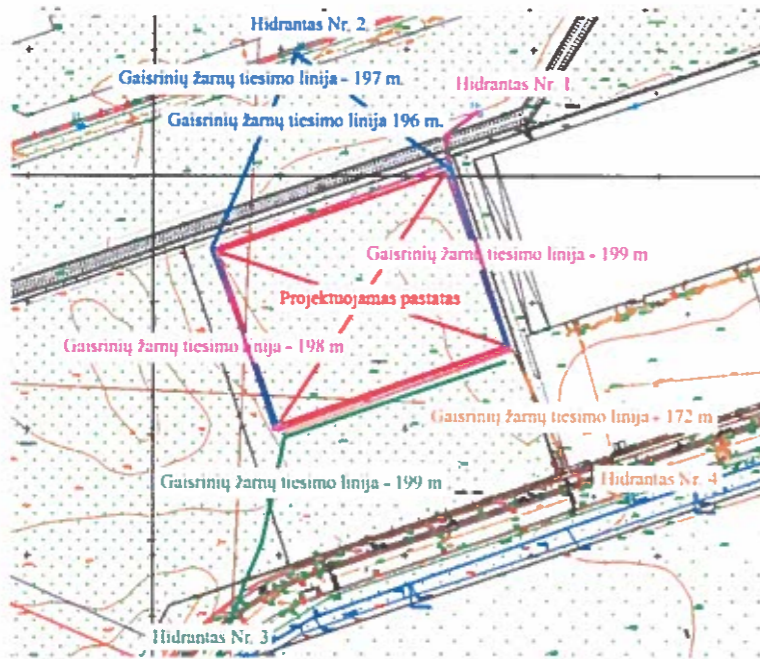 Hidrantas Nr. 2
Gaisrinių žarnų tiesimo linija - 197 m.
Hidrantas Nr. 1
Gaisrinių žarnų tiesimo linija 196 m.
Gaisrinių žarnų tiesimo linija - 199 m
Projektuojamas pastatas
Gaisrinių žarnų tiesimo linija - 198 m
Gaisrinių žarnų tiesimo linija - 172 m
Gaisrinių žarnų tiesimo linija - 199 m
Hidrantas Nr. 4
Hidrantas Nr. 3